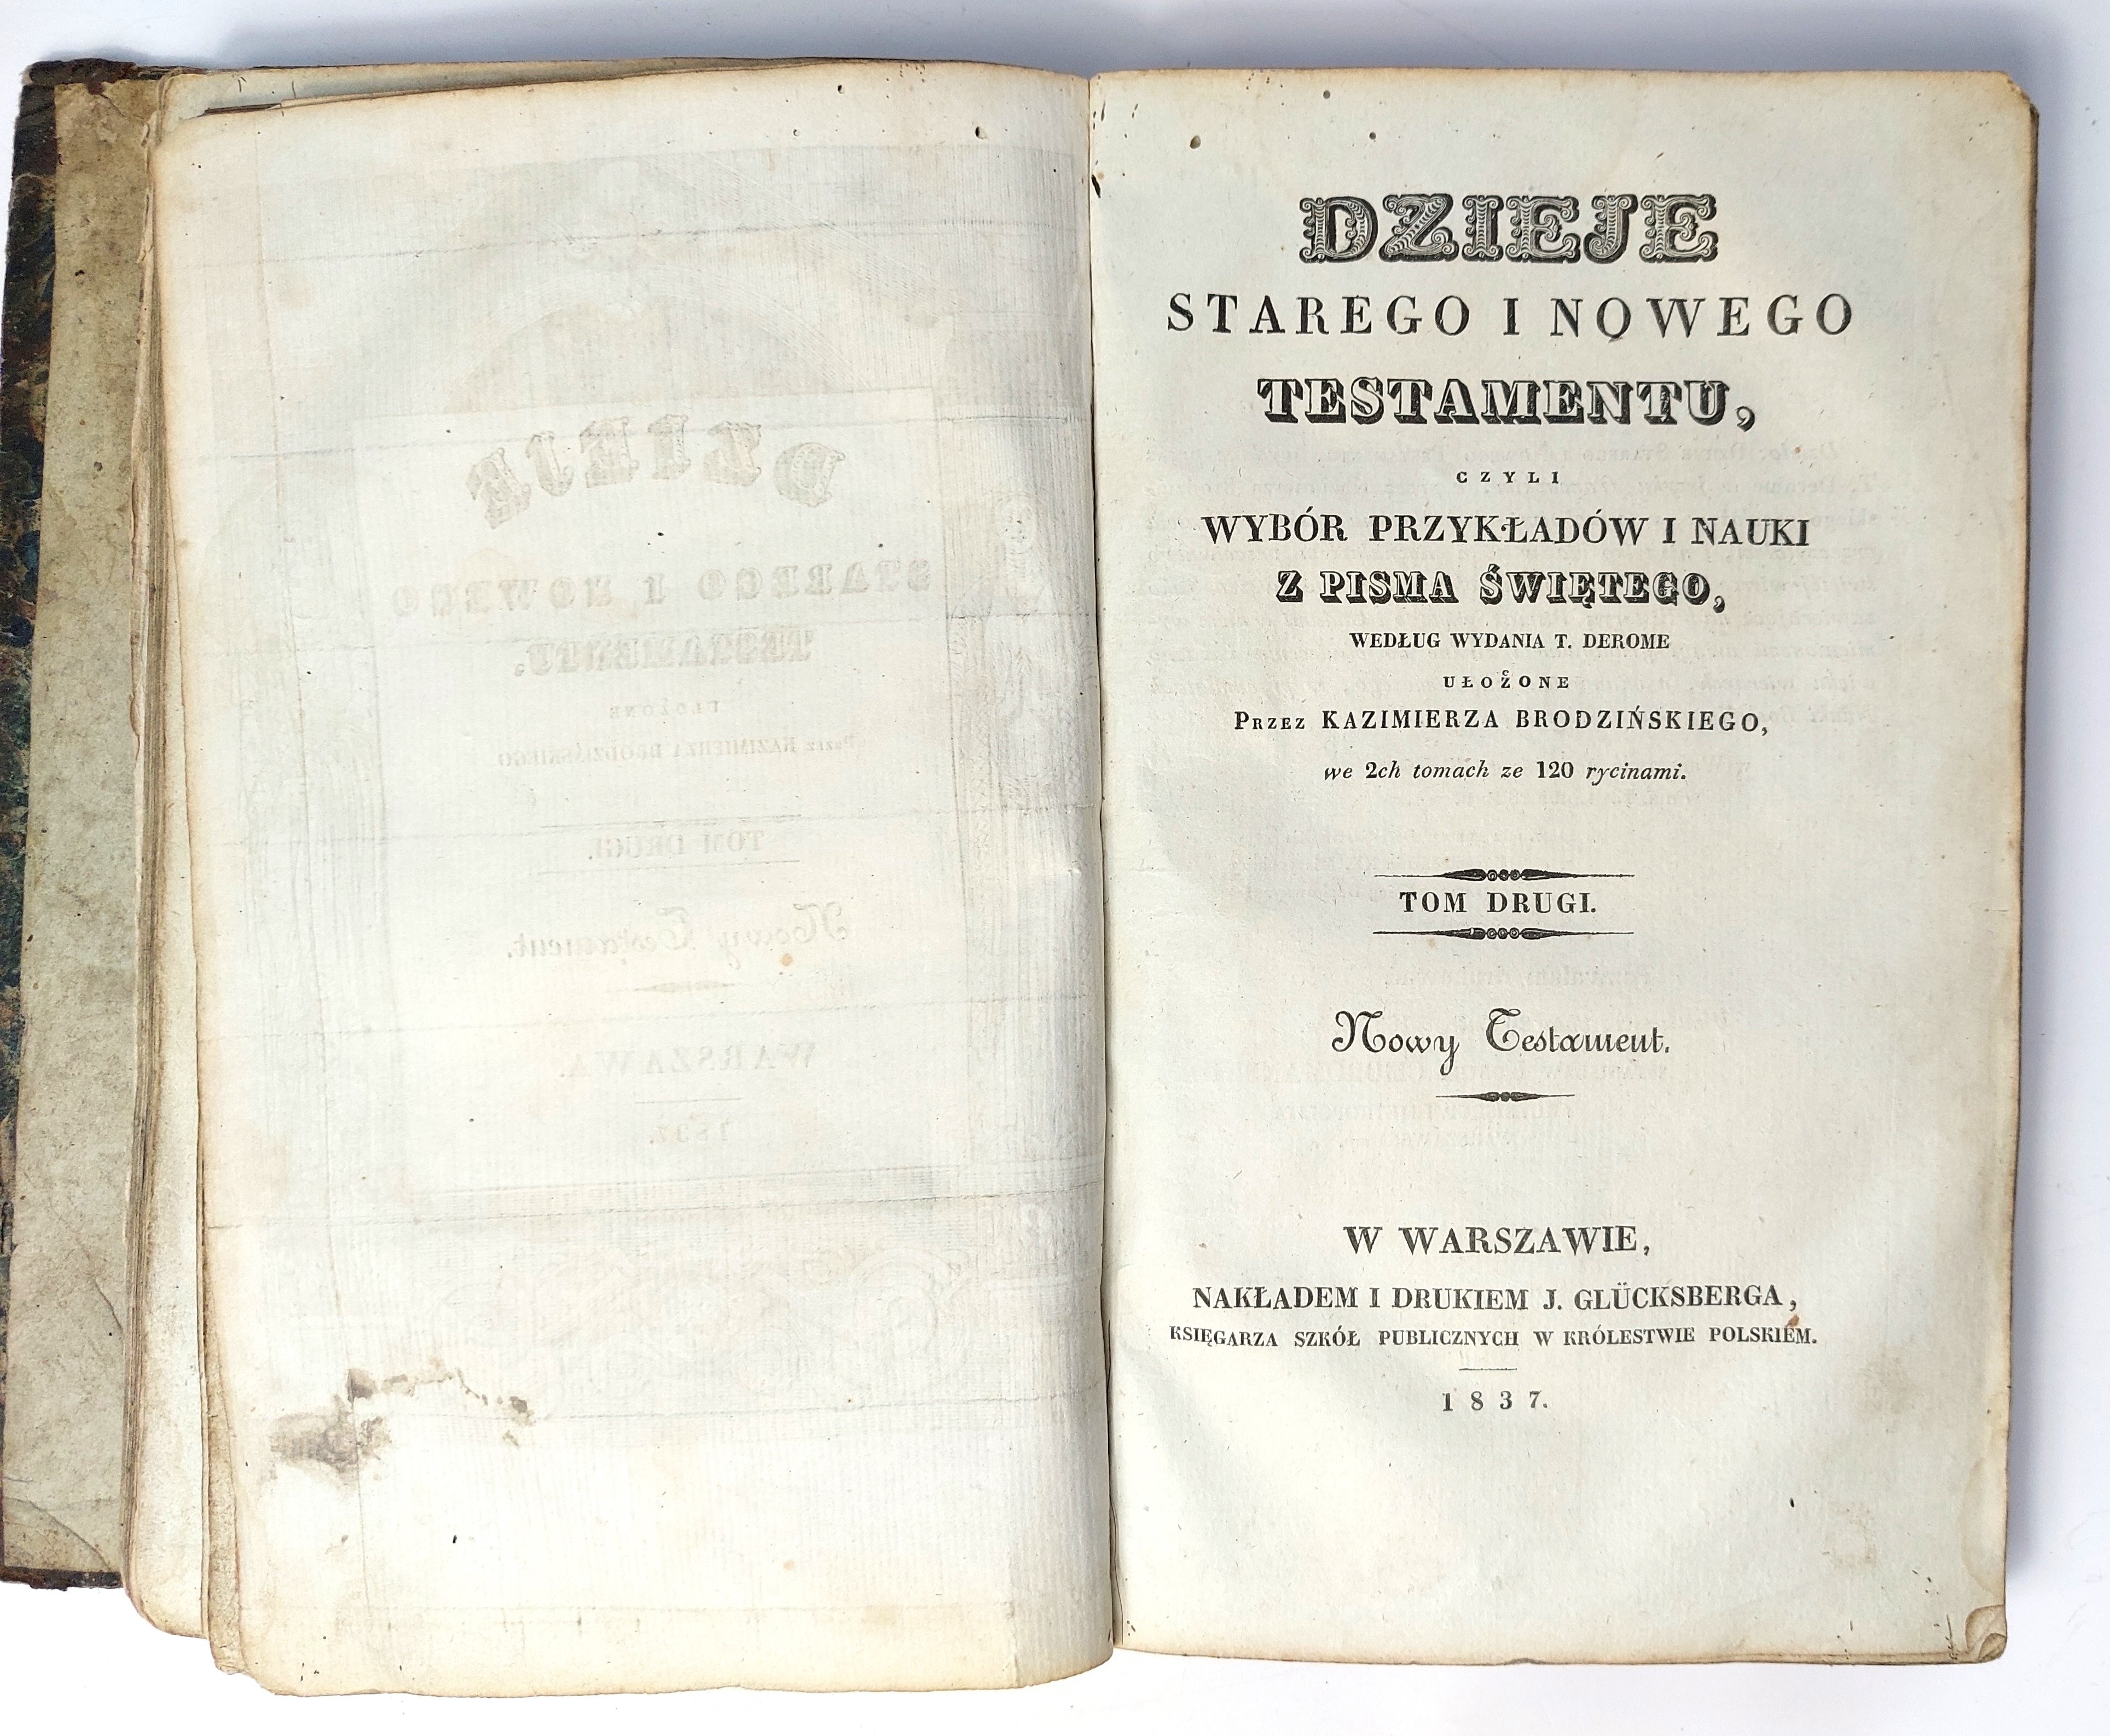 DZIEJE
STAREGO I NOWEGO
TESTAMENTU,
CZYLI
WYBÓR PRZYKŁADÓW I NAUKI
Z PISMA ŚWIĘTEGO,
WEDŁUG WYDANIA T. DEROME
UŁOŻONE
Przez KAZIMIERZA BRODZIŃSKIEGO,
we 2ch tomach ze 120 rycinami.
TOM DRUGI.
Nowy Testament.
W WARSZAWIE,
NAKŁADEM I DRUKIEM J. GLÜCKSBERGA,
KSIĘGARZA SZKÓŁ PUBLICZNYCH W KRÓLESTWIE POLSKIÉM.
1837.